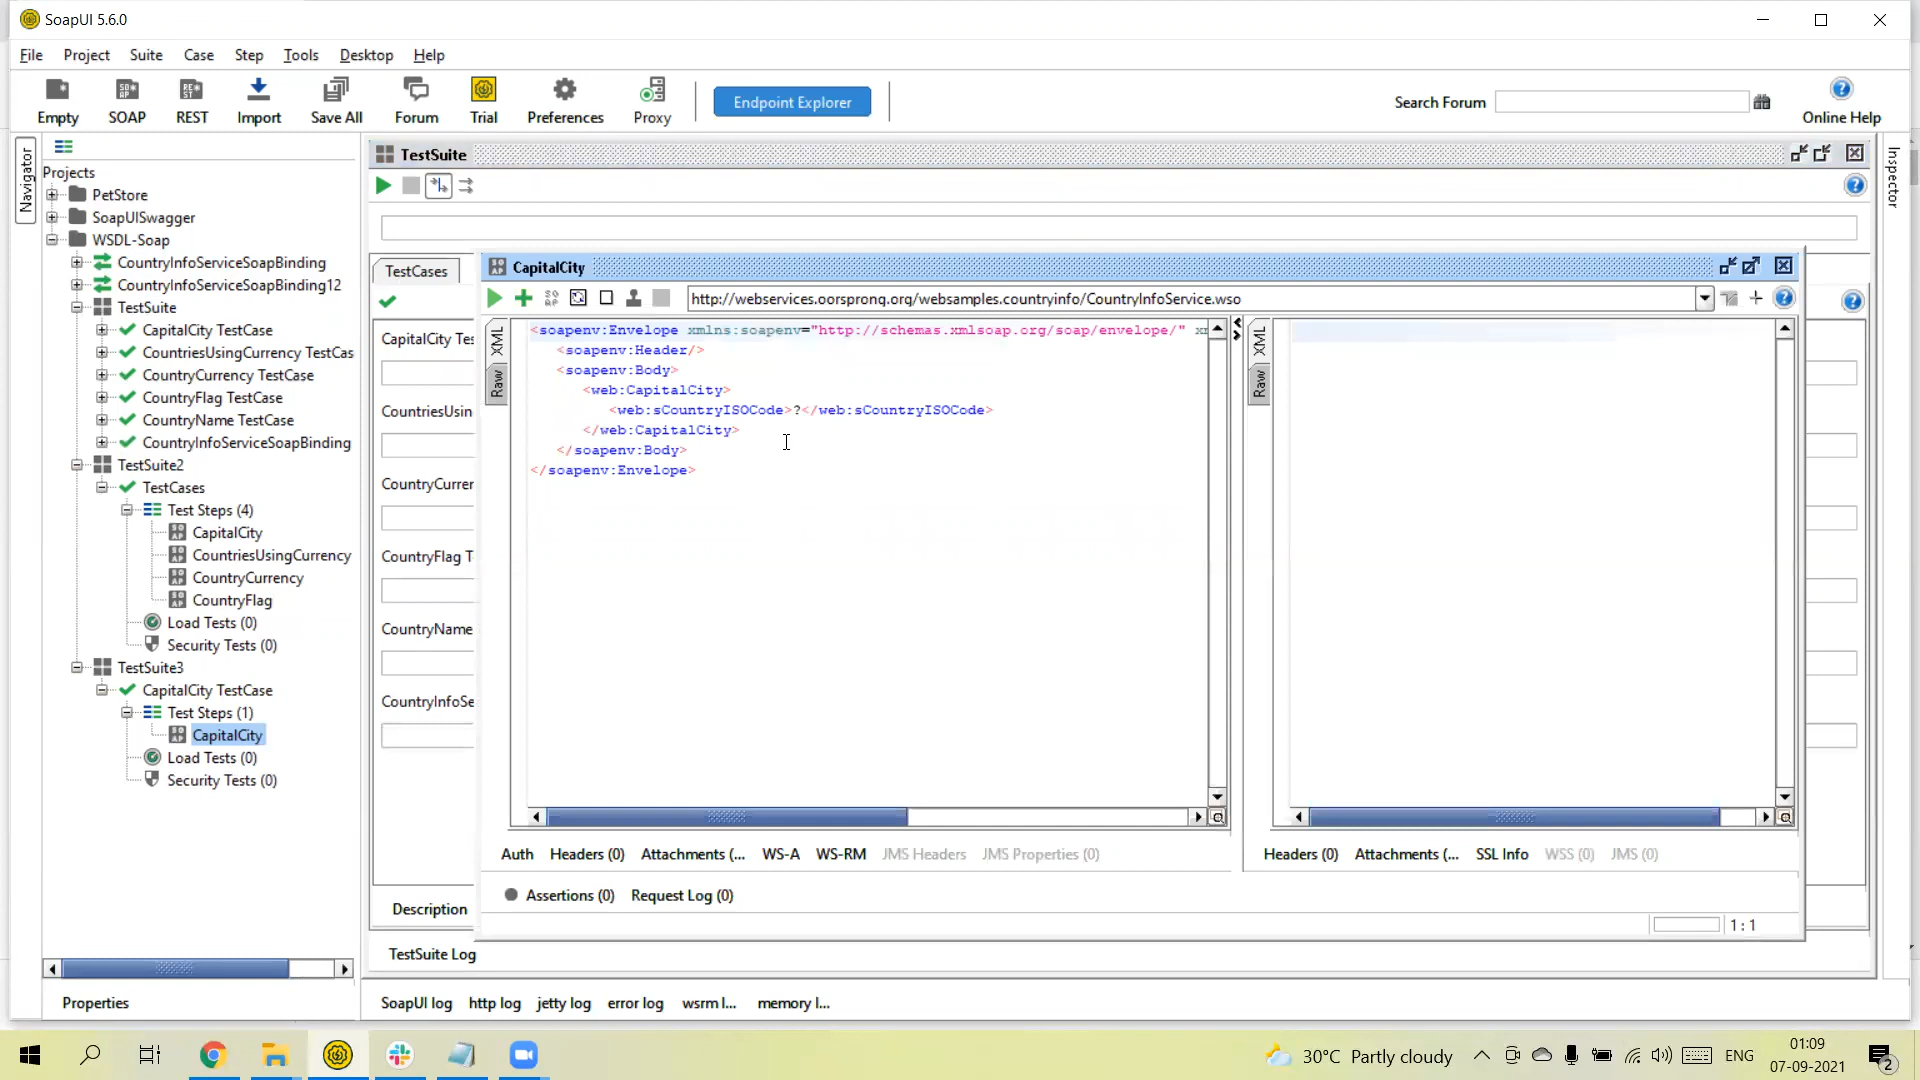 SoapUI 5.6.0
File Project Suite Case Step Tools Desktop Help
Empty SOAP REST Import Save All Forum Trial Preferences Proxy Endpoint Explorer Search Forum Online Help
Navigator
Projects
PetStore
SoapUISwagger
WSDL-Soap
CountryInfoServiceSoapBinding
CountryInfoServiceSoapBinding12
TestSuite
CapitalCity TestCase
CountriesUsingCurrency TestCas
CountryCurrency TestCase
CountryFlag TestCase
CountryName TestCase
CountryInfoServiceSoapBinding
TestSuite2
TestCases
Test Steps (4)
CapitalCity
CountriesUsingCurrency
CountryCurrency
CountryFlag
Load Tests (0)
Security Tests (0)
TestSuite3
CapitalCity TestCase
Test Steps (1)
CapitalCity
Load Tests (0)
Security Tests (0)
Properties
TestSuite
TestCases
CapitalCity Tes
CountriesUsin
CountryCurrer
CountryFlag T
CountryName
CountryInfoSe
Description
TestSuite Log
CapitalCity
http://webservices.oorsprong.org/websamples.countryinfo/CountryInfoService.wso
XML
Raw
<soapenv:Envelope xmlns:soapenv="http://schemas.xmlsoap.org/soap/envelope/" x
<soapenv:Header/>
<soapenv:Body>
<web:CapitalCity>
<web:sCountryISOCode>?</web:sCountryISOCode>
</web:CapitalCity>
</soapenv:Body>
</soapenv:Envelope>
XML
Raw
Auth Headers (0) Attachments (... WS-A WS-RM JMS Headers JMS Properties (0)
Headers (0) Attachments (... SSL Info WSS (0) JMS (0)
Assertions (0) Request Log (0)
1 : 1
Inspector
SoapUI log http log jetty log error log wsrm l... memory l...
30°C Partly cloudy ENG
01:09
07-09-2021
2